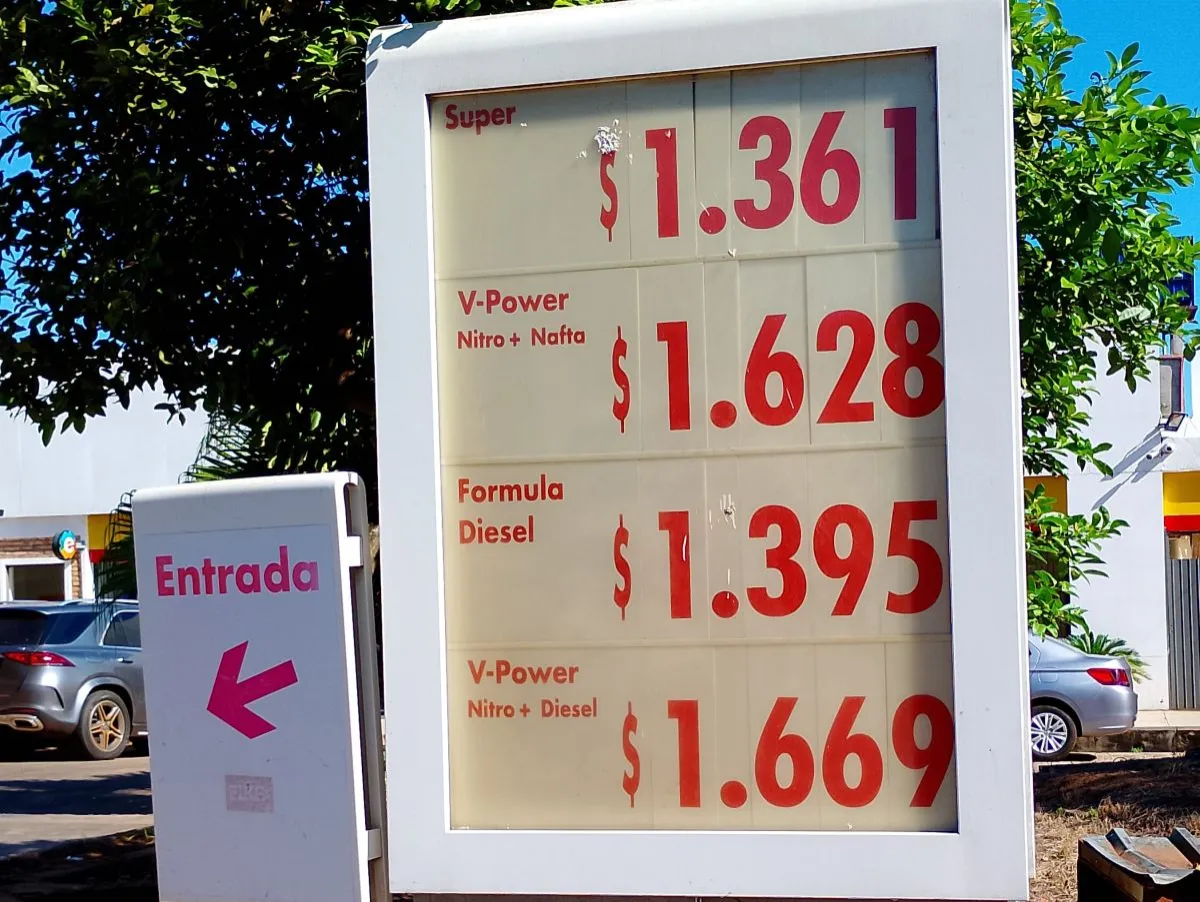 Super
$ 1.361
V-Power
Nitro + Nafta
$ 1.628
Formula
Diesel
$ 1.395
V-Power
Nitro + Diesel
$ 1.669
Entrada